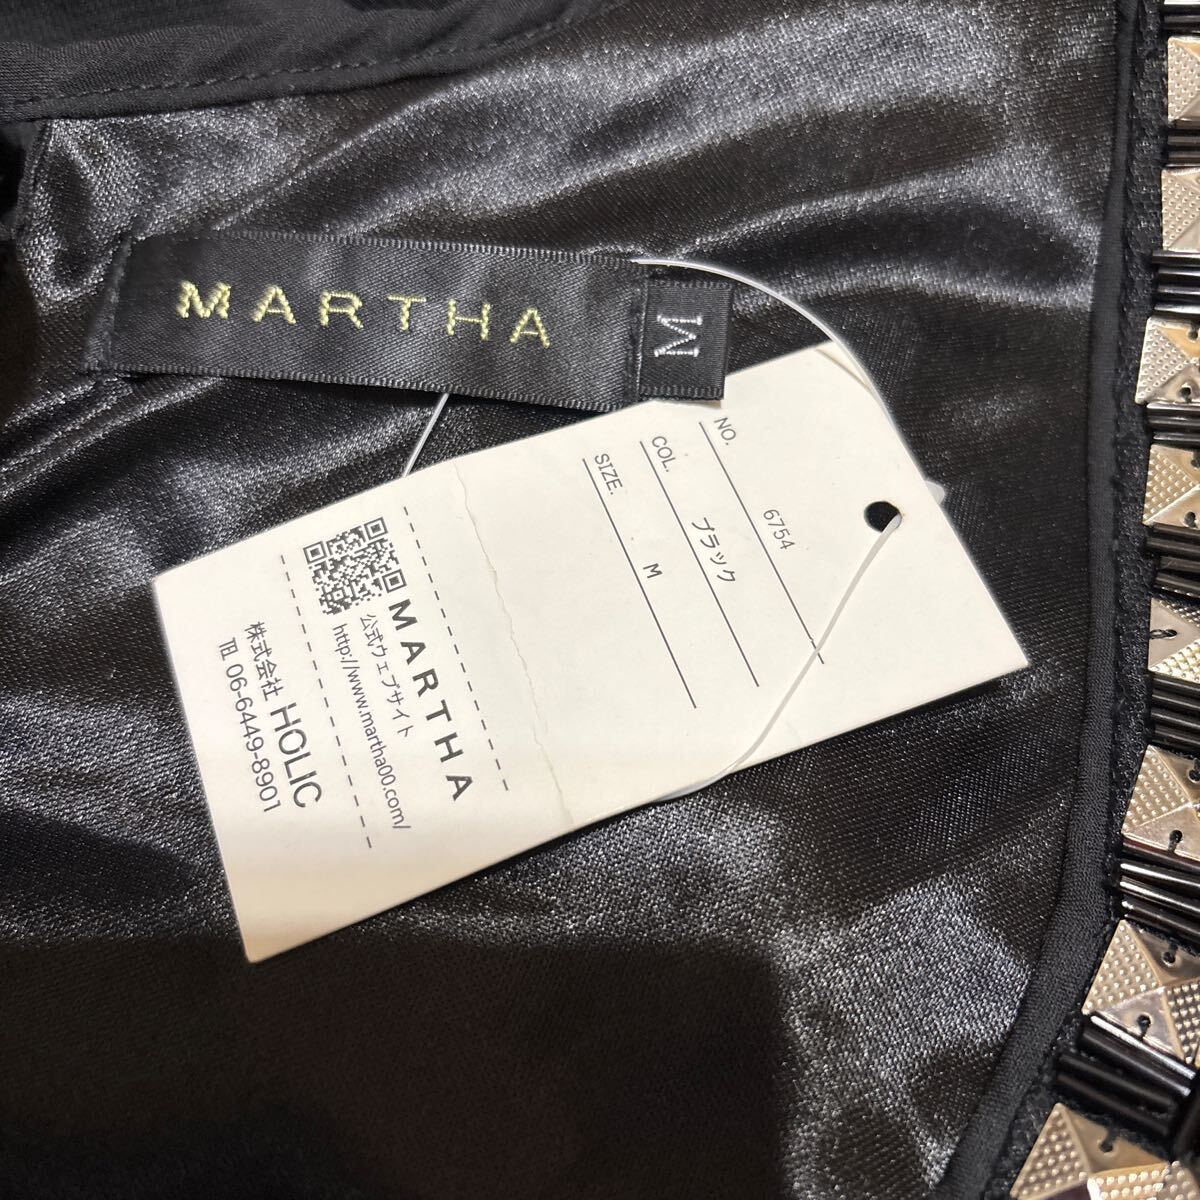 MARTHA
M
NO. 6754
COL. ブラック
SIZE. M
MARTHA
公式ウェブサイト
http://www.martha00.com/
株式会社 HOLIC
℡ 06-6449-8901